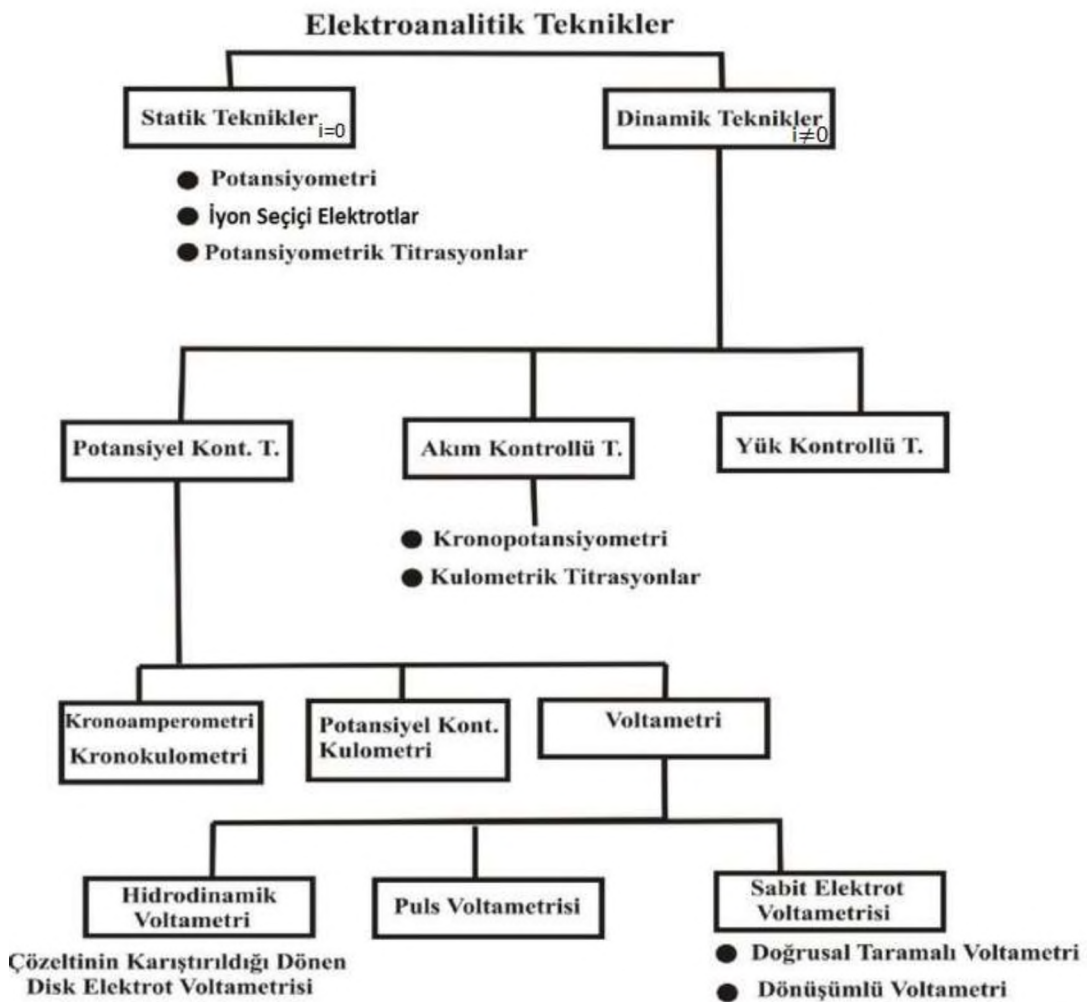 Elektroanalitik Teknikler
Statik Teknikler i=0
Dinamik Teknikler i≠0
● Potansiyometri
● İyon Seçiçi Elektrotlar
● Potansiyometrik Titrasyonlar
Potansiyel Kont. T.
Akım Kontrollü T.
Yük Kontrollü T.
● Kronopotansiyometri
● Kulometrik Titrasyonlar
Kronoamperometri
Kronokulometri
Potansiyel Kont.
Kulometri
Voltametri
Hidrodinamik
Voltametri
Puls Voltametrisi
Sabit Elektrot
Voltametrisi
Çözeltinin Karıştırıldığı Dönen
Disk Elektrot Voltametrisi
● Doğrusal Taramalı Voltametri
● Dönüşümlü Voltametri